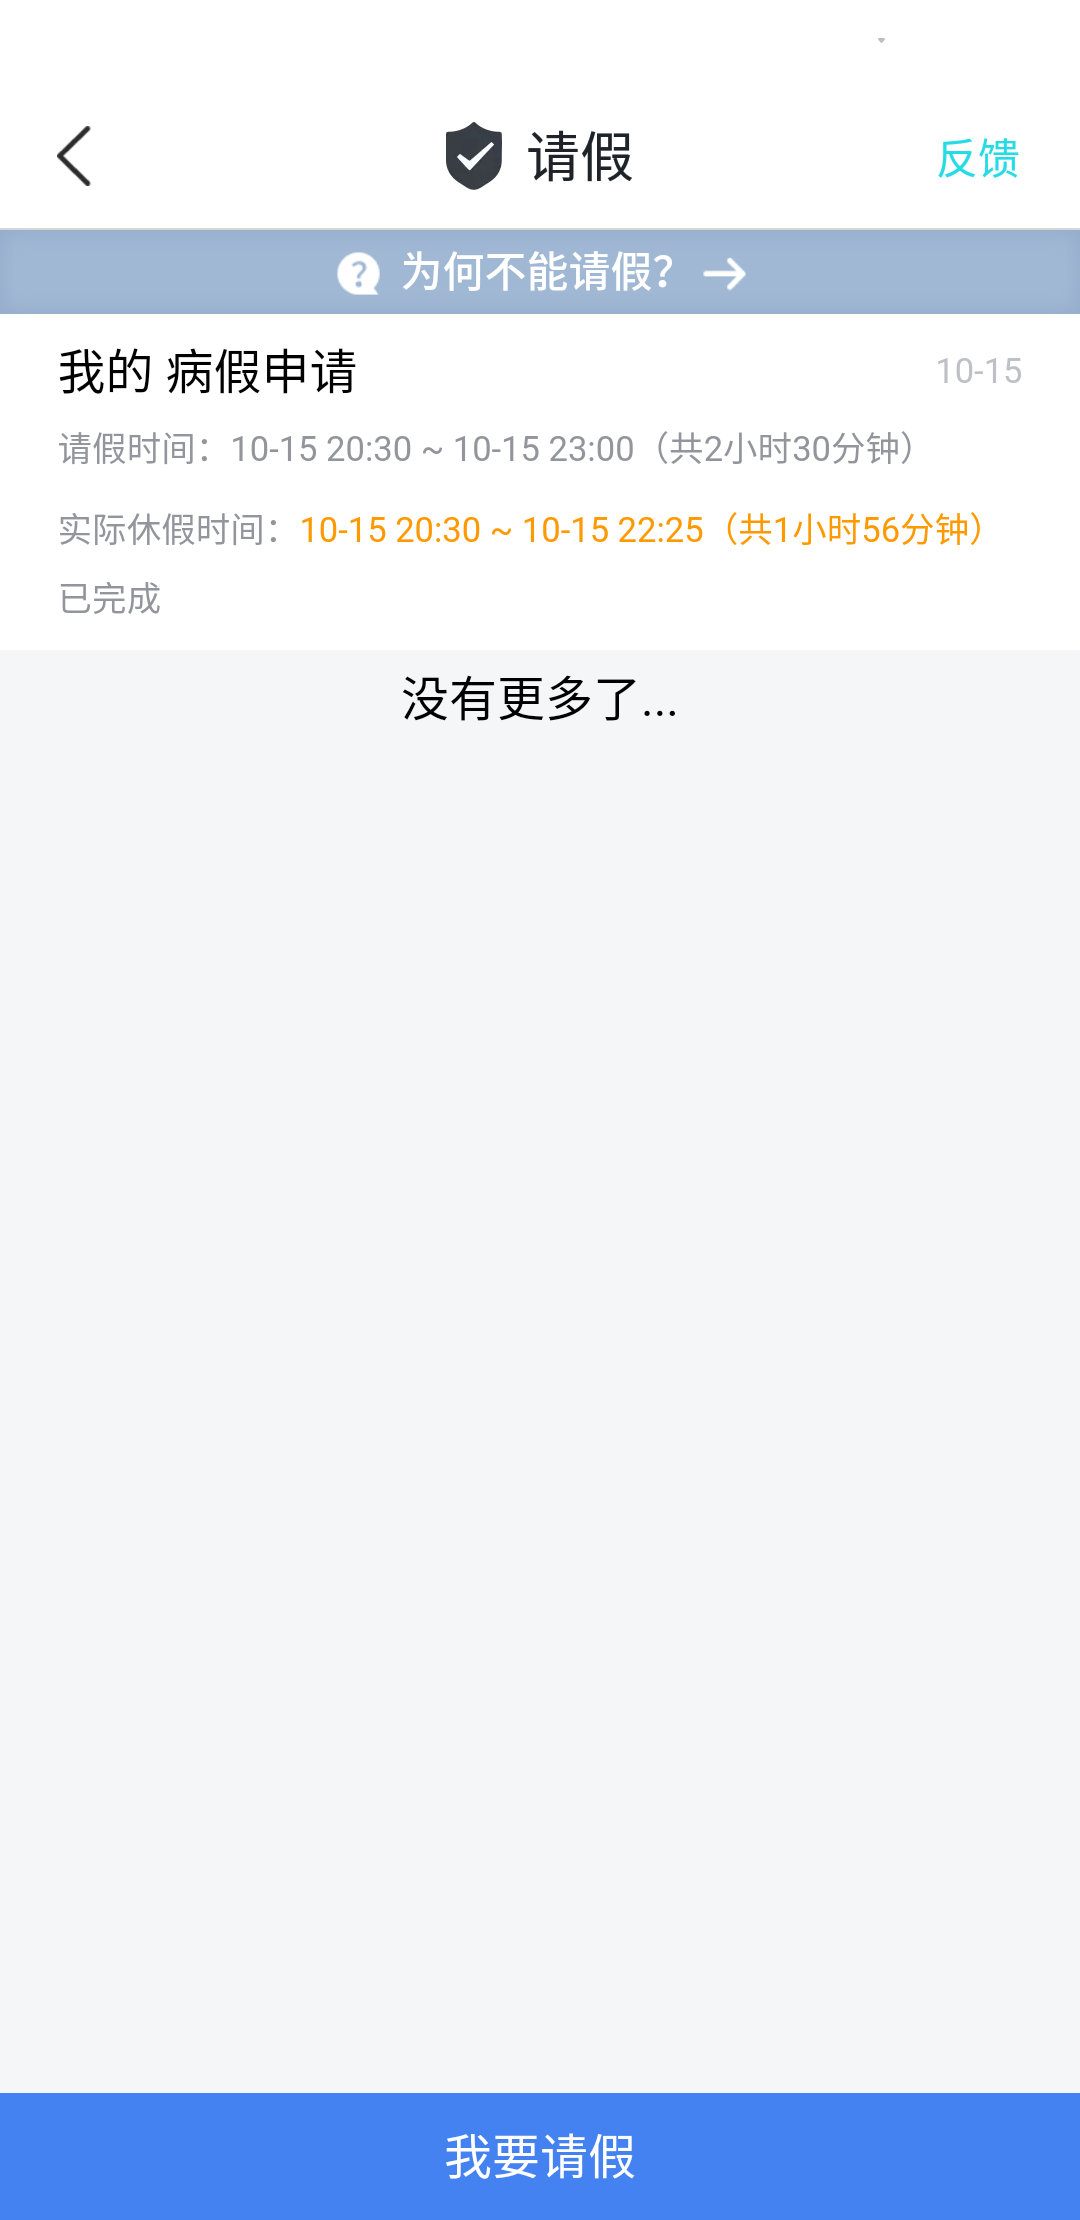 请假
反馈
为何不能请假？
我的 病假申请
10-15
请假时间：10-15 20:30 ~ 10-15 23:00（共2小时30分钟）
实际休假时间：10-15 20:30 ~ 10-15 22:25（共1小时56分钟）
已完成
没有更多了...
我要请假